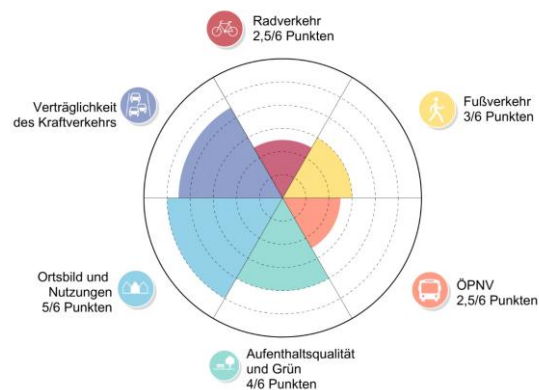 Radverkehr
2,5/6 Punkten
Fußverkehr
3/6 Punkten
Verträglichkeit
des Kraftverkehrs
Ortsbild und
Nutzungen
5/6 Punkten
ÖPNV
2,5/6 Punkten
Aufenthaltsqualität
und Grün
4/6 Punkten